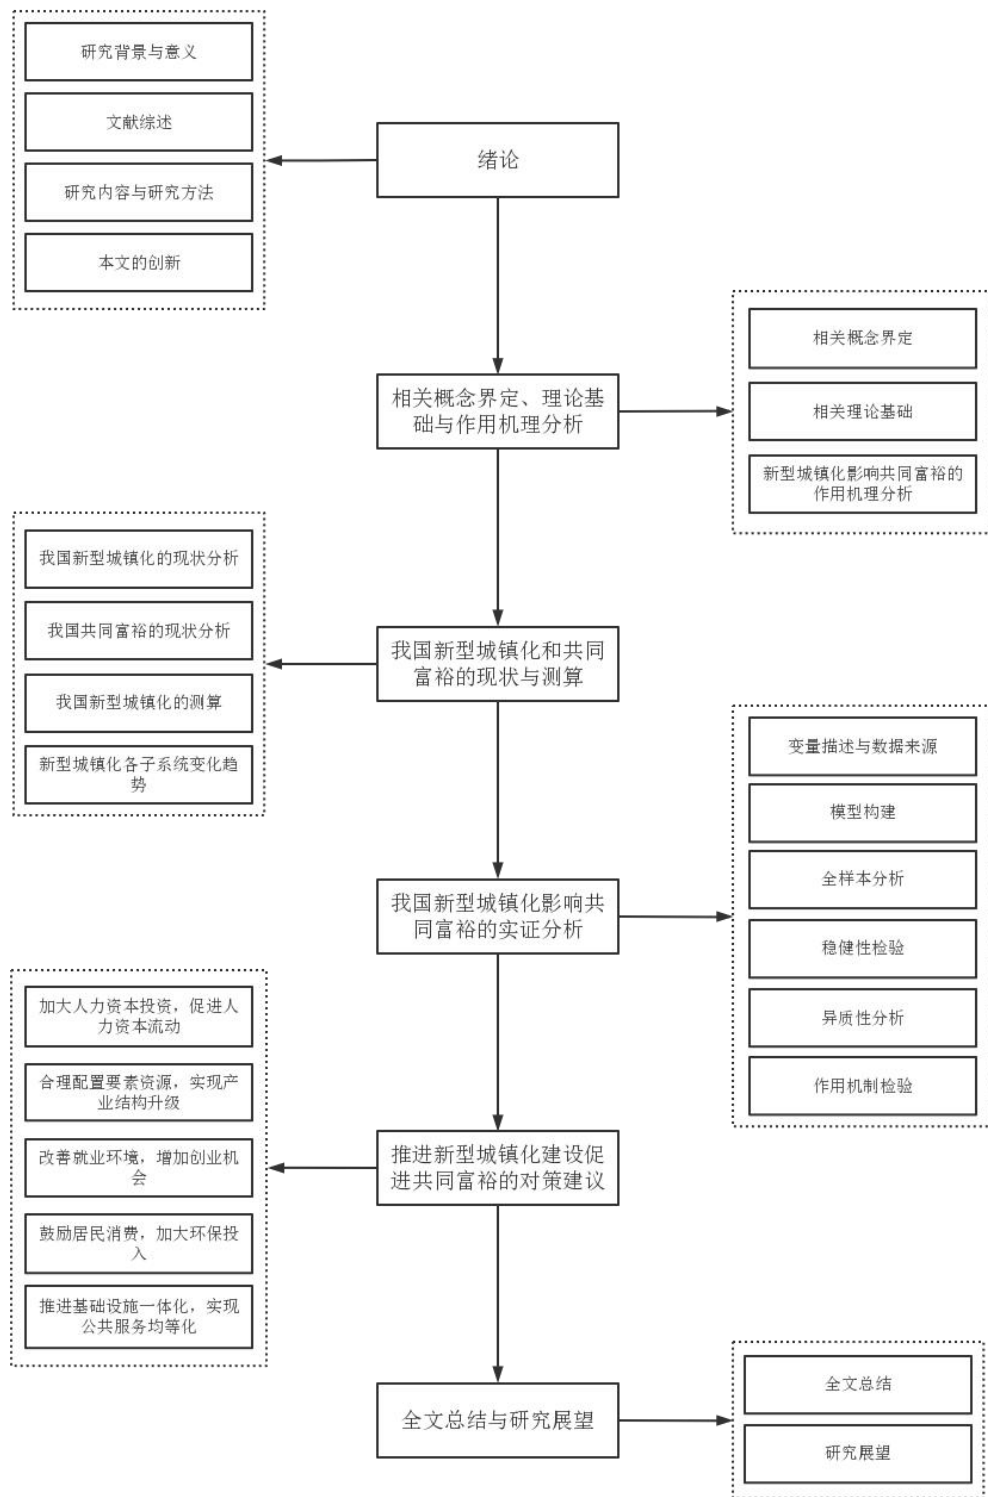 研究背景与意义
文献综述
研究内容与研究方法
本文的创新
绪论
相关概念界定、理论基
础与作用机理分析
相关概念界定
相关理论基础
新型城镇化影响共同富裕的
作用机理分析
我国新型城镇化的现状分析
我国共同富裕的现状分析
我国新型城镇化的测算
新型城镇化各子系统变化趋
势
我国新型城镇化和共同
富裕的现状与测算
我国新型城镇化影响共
同富裕的实证分析
变量描述与数据来源
模型构建
全样本分析
稳健性检验
异质性分析
作用机制检验
加大人力资本投资，促进人
力资本流动
合理配置要素资源，实现产
业结构升级
改善就业环境，增加创业机
会
鼓励居民消费，加大环保投
入
推进基础设施一体化，实现
公共服务均等化
推进新型城镇化建设促
进共同富裕的对策建议
全文总结与研究展望
全文总结
研究展望